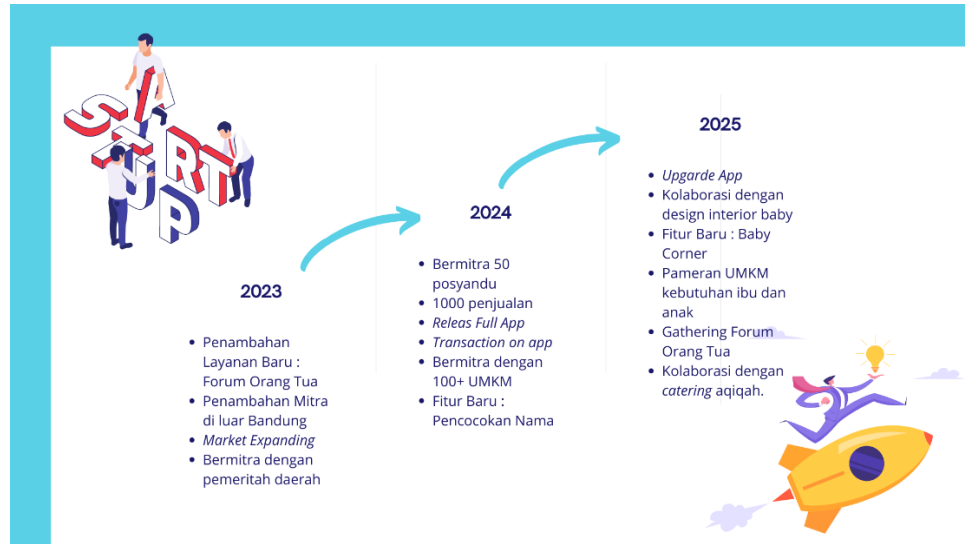 START
UP
2023
• Penambahan
Layanan Baru :
Forum Orang Tua
• Penambahan Mitra
di luar Bandung
• Market Expanding
• Bermitra dengan
pemeritah daerah
2024
• Bermitra 50
posyandu
• 1000 penjualan
• Releas Full App
• Transaction on app
• Bermitra dengan
100+ UMKM
• Fitur Baru :
Pencocokan Nama
2025
• Upgarde App
• Kolaborasi dengan
design interior baby
• Fitur Baru : Baby
Corner
• Pameran UMKM
kebutuhan ibu dan
anak
• Gathering Forum
Orang Tua
• Kolaborasi dengan
catering aqiqah.